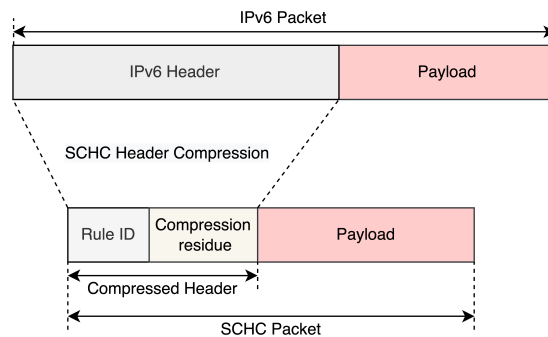 IPv6 Packet
IPv6 Header
Payload
SCHC Header Compression
Rule ID
Compression
residue
Payload
Compressed Header
SCHC Packet